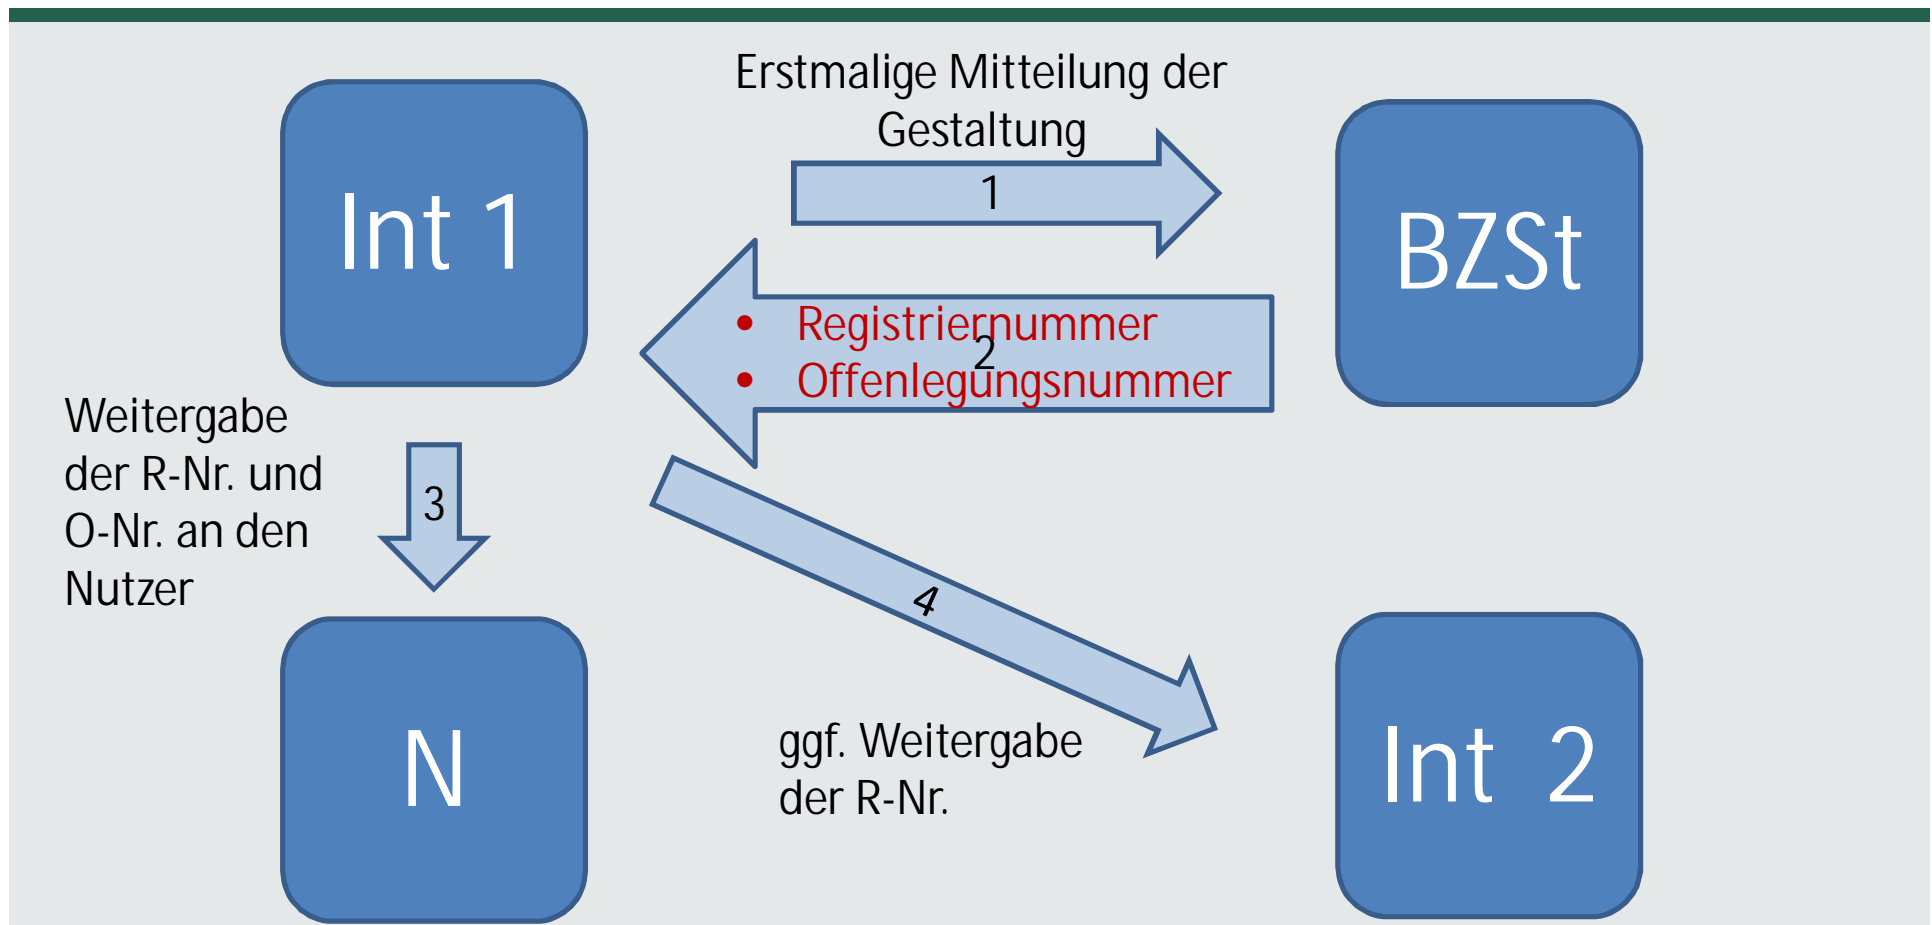 Erstmalige Mitteilung der
Gestaltung
Int 1
1
BZSt
• Registriernummer
2
• Offenlegungsnummer
Weitergabe
der R-Nr. und
O-Nr. an den
Nutzer
3
4
N
ggf. Weitergabe
der R-Nr.
Int 2